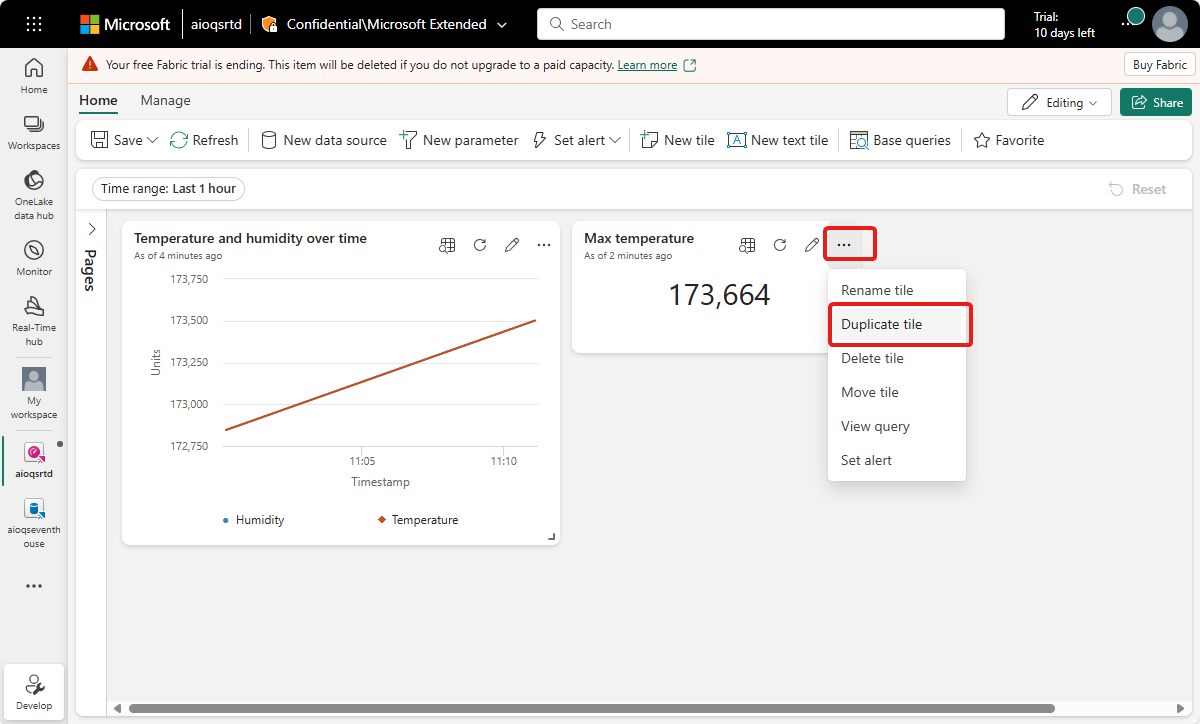 Microsoft
aioqsrtd
Confidential\Microsoft Extended
Search
Trial:
10 days left
Your free Fabric trial is ending. This item will be deleted if you do not upgrade to a paid capacity. Learn more
Buy Fabric
Home
Workspaces
OneLake
data hub
Monitor
Real-Time
hub
My
workspace
aioqsrtd
aioqseventh
ouse
Develop
Home
Manage
Editing
Share
Save
Refresh
New data source
New parameter
Set alert
New tile
New text tile
Base queries
Favorite
Time range: Last 1 hour
Reset
Pages
Temperature and humidity over time
As of 4 minutes ago
173,750
173,500
173,250
173,000
172,750
Units
11:05
11:10
Timestamp
Humidity
Temperature
Max temperature
As of 2 minutes ago
173,664
Rename tile
Duplicate tile
Delete tile
Move tile
View query
Set alert